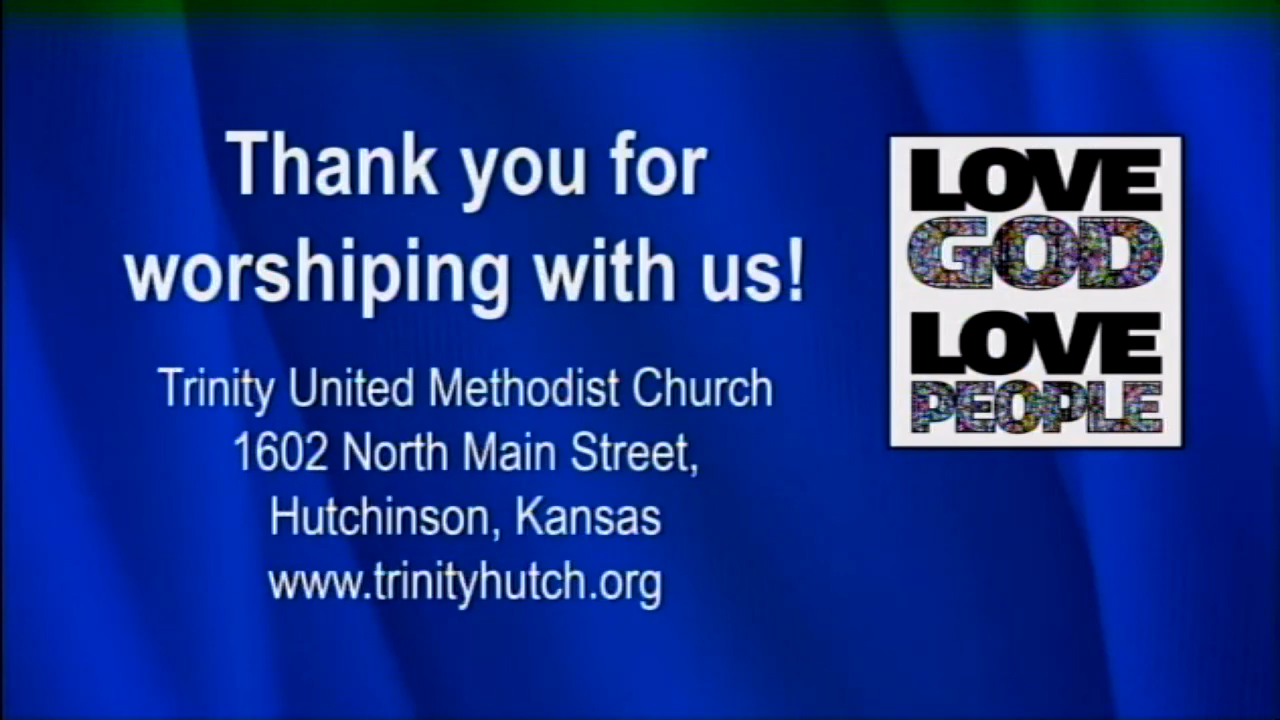 Thank you for
worshiping with us!
Trinity United Methodist Church
1602 North Main Street,
Hutchinson, Kansas
www.trinityhutch.org
LOVE
GOD
LOVE
PEOPLE